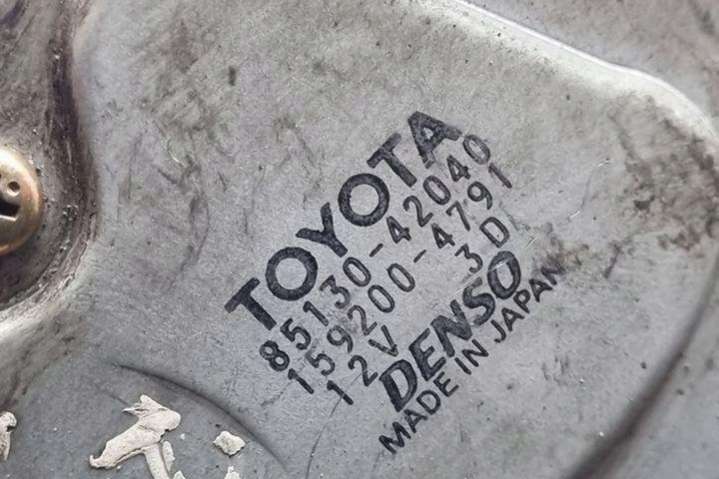 TOYOTA
85130-42040
159200-4791
12V 3D
DENSO
MADE IN JAPAN